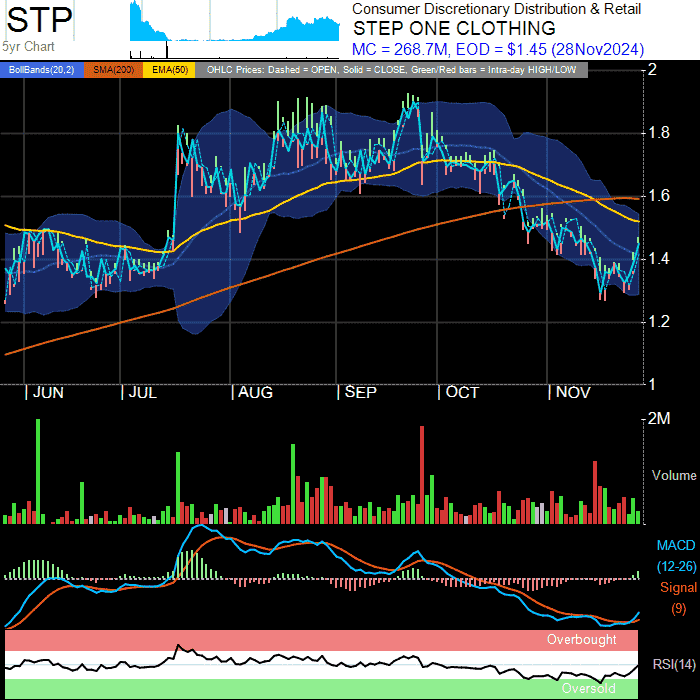 STP
5yr Chart
Consumer Discretionary Distribution & Retail
STEP ONE CLOTHING
MC = 268.7M, EOD = $1.45 (28Nov2024)
BollBands(20,2) SMA(200) EMA(50) OHLC Prices: Dashed = OPEN, Solid = CLOSE, Green/Red bars = Intra-day HIGH/LOW
2
1.8
1.6
1.4
1.2
1
JUN JUL AUG SEP OCT NOV
2M
Volume
MACD
(12-26)
Signal
(9)
Overbought
RSI(14)
Oversold